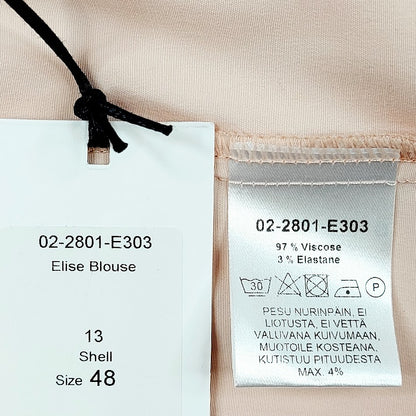 02-2801-E303
Elise Blouse
13
Shell
Size 48
02-2801-E303
97 % Viscose
3 % Elastane
30 P
PESU NURINPÄIN, EI
LIOTUSTA, EI VETTÄ
VALUVANA KUIVUMAAN,
MUOTOILE KOSTEANA,
KUTISTUU PITUUDESTA
MAX. 4%